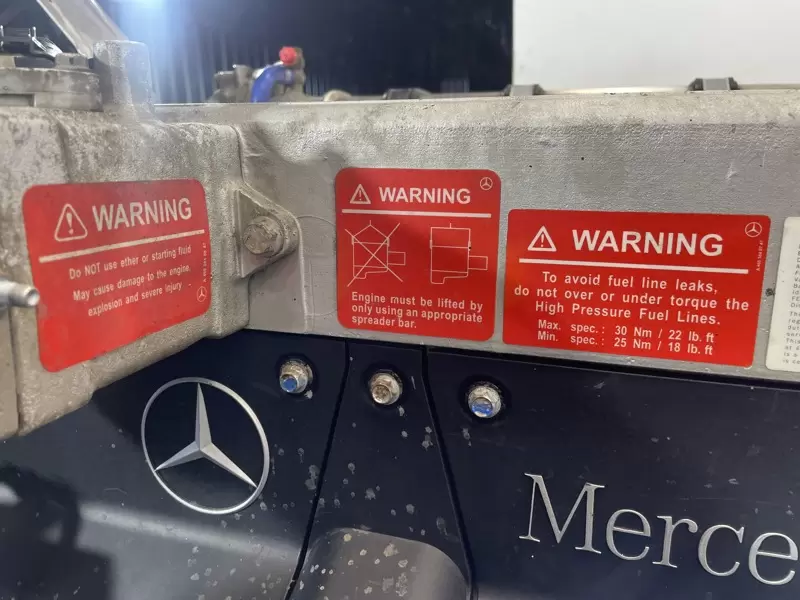 WARNING
Do NOT use ether or starting fluid
May cause damage to the engine,
explosion and severe injury
WARNING
Engine must be lifted by
only using an appropriate
spreader bar.
WARNING
To avoid fuel line leaks,
do not over or under torque the
High Pressure Fuel Lines.
Max. spec.: 30 Nm / 22 lb. ft
Min. spec.: 25 Nm / 18 lb. ft
Merce